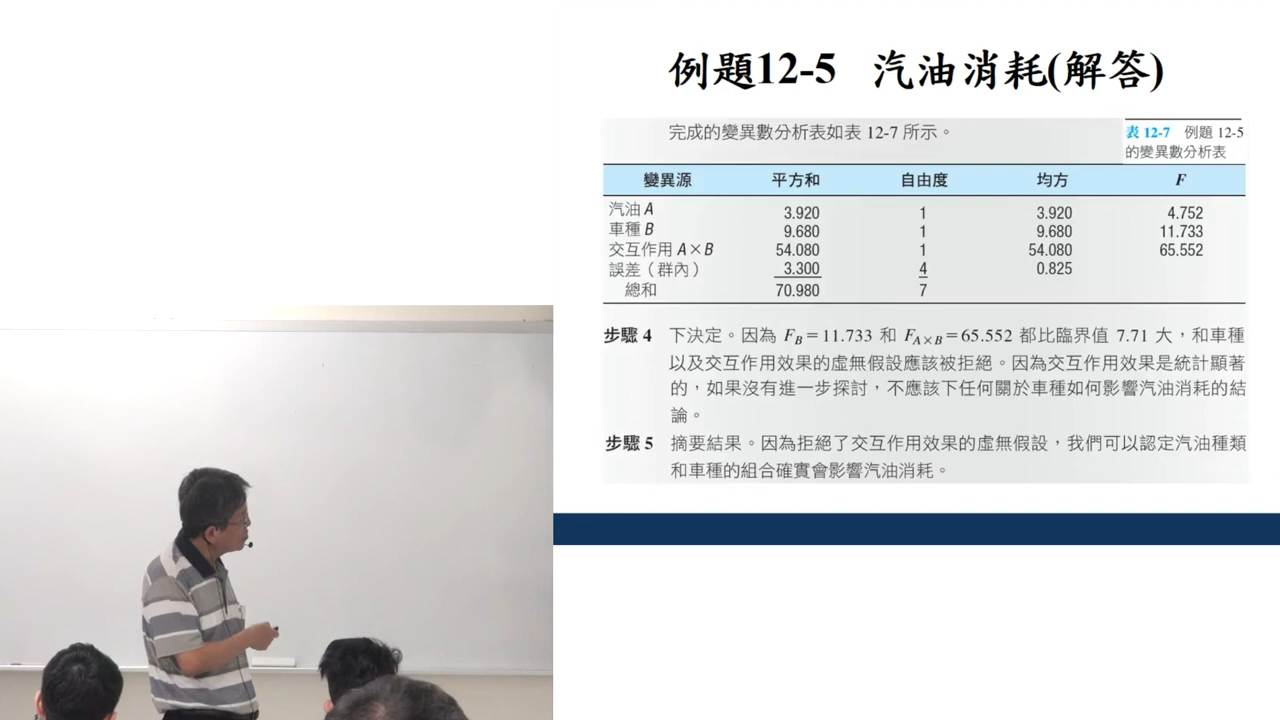 例題12-5 汽油消耗(解答)
完成的變異數分析表如表 12-7 所示。
表 12-7 例題 12-5
的變異數分析表
變異源 平方和 自由度 均方 F
汽油 A 3.920 1 3.920 4.752
車種 B 9.680 1 9.680 11.733
交互作用 A×B 54.080 1 54.080 65.552
誤差（群內） 3.300 4 0.825
總和 70.980 7
步驟 4 下決定。因為 F_B = 11.733 和 F_A×B = 65.552 都比臨界值 7.71 大，和車種
以及交互作用效果的虛無假設應該被拒絕。因為交互作用效果是統計顯著
的，如果沒有進一步探討，不應該下任何關於車種如何影響汽油消耗的結
論。
步驟 5 摘要結果。因為拒絕了交互作用效果的虛無假設，我們可以認定汽油種類
和車種的組合確實會影響汽油消耗。